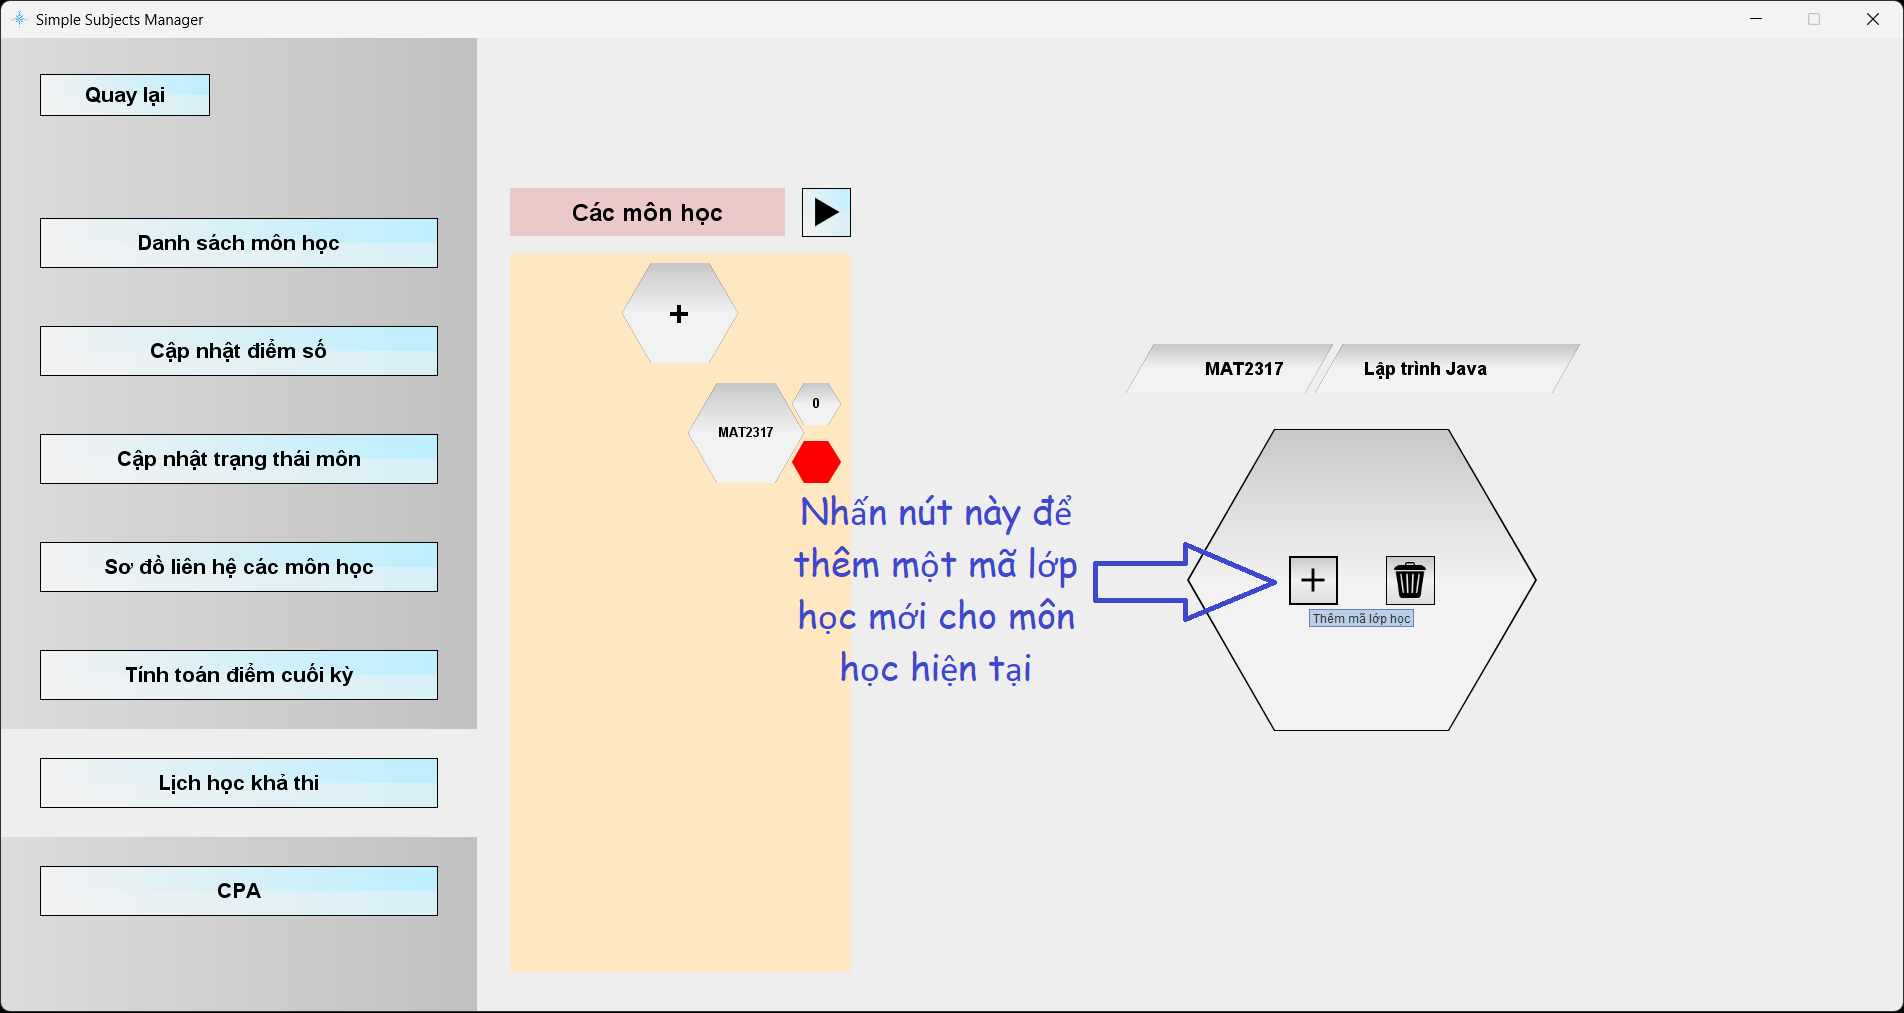 Simple Subjects Manager
Quay lại
Danh sách môn học
Cập nhật điểm số
Cập nhật trạng thái môn
Sơ đồ liên hệ các môn học
Tính toán điểm cuối kỳ
Lịch học khả thi
CPA
Các môn học
+
MAT2317
0
Nhấn nút này để
thêm một mã lớp
học mới cho môn
học hiện tại
MAT2317
Lập trình Java
Thêm mã lớp học